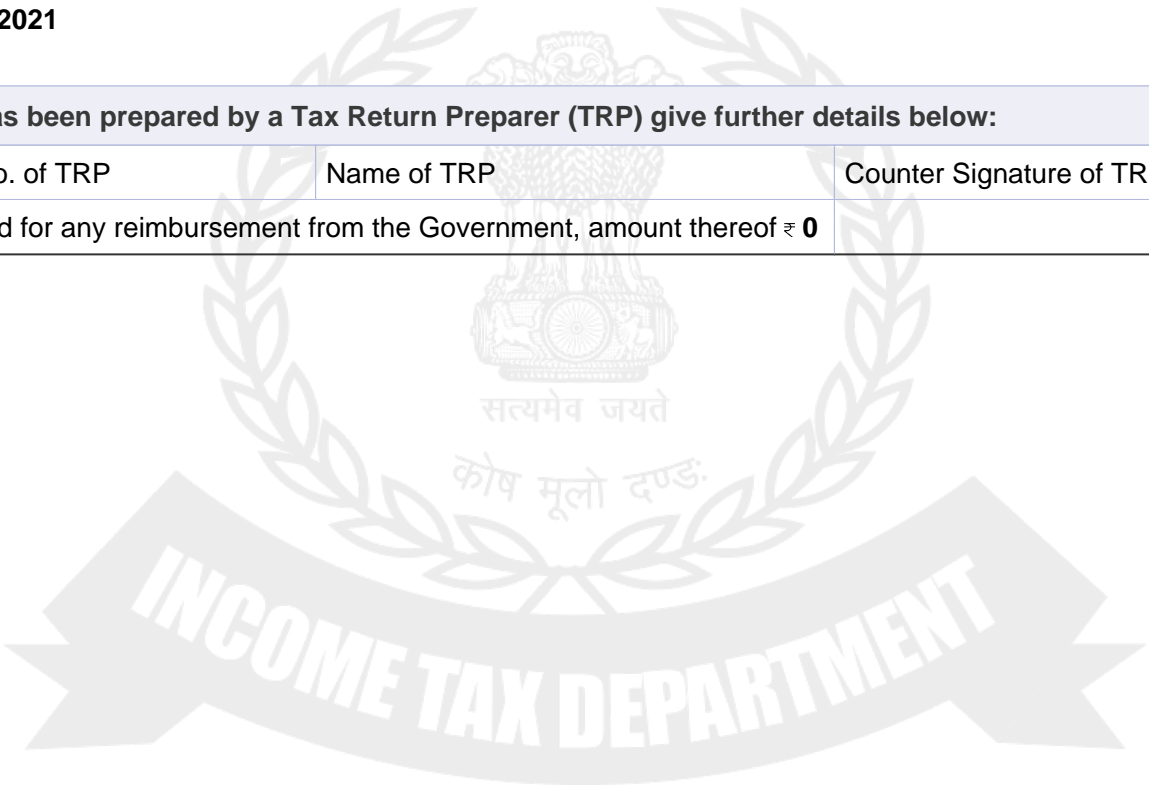 2021
as been prepared by a Tax Return Preparer (TRP) give further details below:
o. of TRP Name of TRP Counter Signature of TR
d for any reimbursement from the Government, amount thereof ₹ 0
सत्यमेव जयते
कोष मूलो दण्डः
INCOME TAX DEPARTMENT